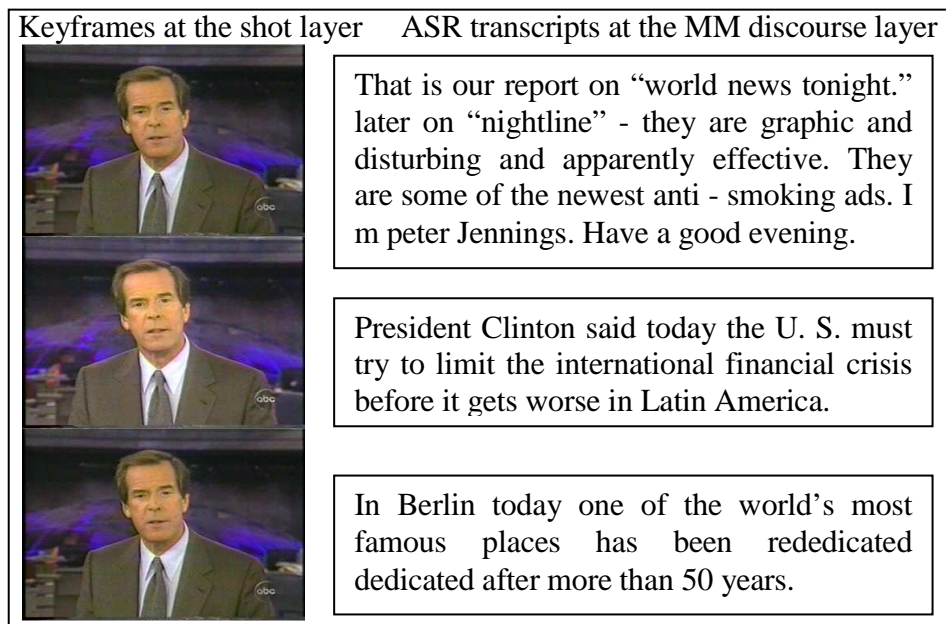 Keyframes at the shot layer ASR transcripts at the MM discourse layer
That is our report on “world news tonight.”
later on “nightline” - they are graphic and
disturbing and apparently effective. They
are some of the newest anti - smoking ads. I
m peter Jennings. Have a good evening.
abc
President Clinton said today the U. S. must
try to limit the international financial crisis
before it gets worse in Latin America.
abc
In Berlin today one of the world’s most
famous places has been rededicated
dedicated after more than 50 years.
abc